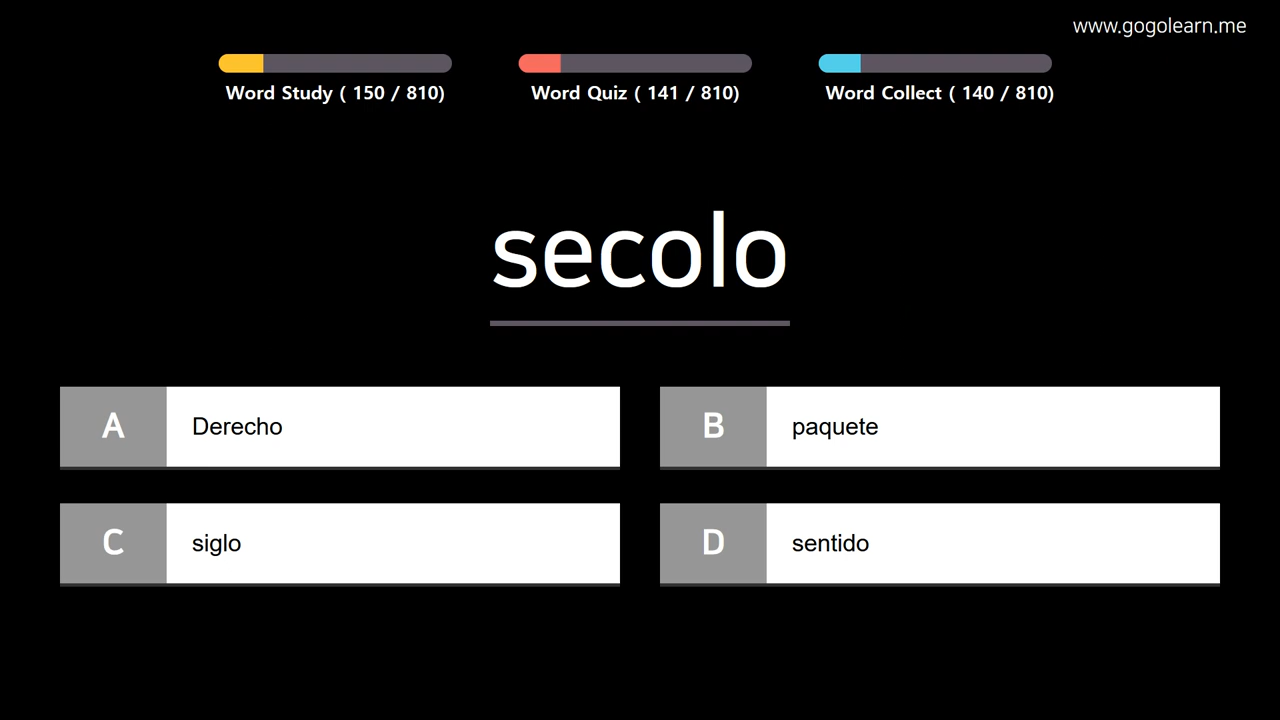 www.gogolearn.me
Word Study ( 150 / 810)
Word Quiz ( 141 / 810)
Word Collect ( 140 / 810)
secolo
A Derecho
B paquete
C siglo
D sentido